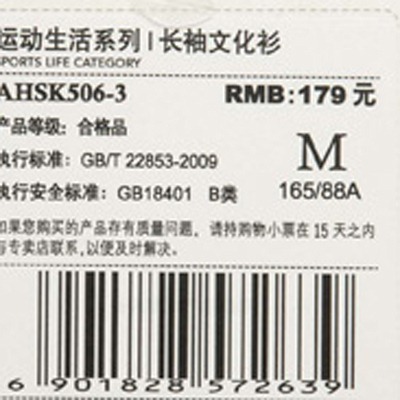 运动生活系列 | 长袖文化衫
SPORTS LIFE CATEGORY
AHSK506-3 RMB:179 元
产品等级: 合格品
执行标准: GB/T 22853-2009 M
执行安全标准: GB18401 B类 165/88A
如果您购买的产品存有质量问题, 请持购物小票在 15 天之内
与专卖店联系,以便及时解决。
6 901828 572639